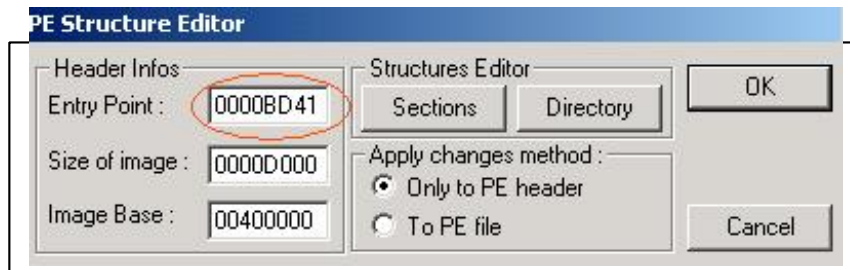 PE Structure Editor
Header Infos
Entry Point : 0000BD41
Size of image : 0000D000
Image Base : 00400000
Structures Editor
Sections Directory
Apply changes method :
Only to PE header
To PE file
OK
Cancel